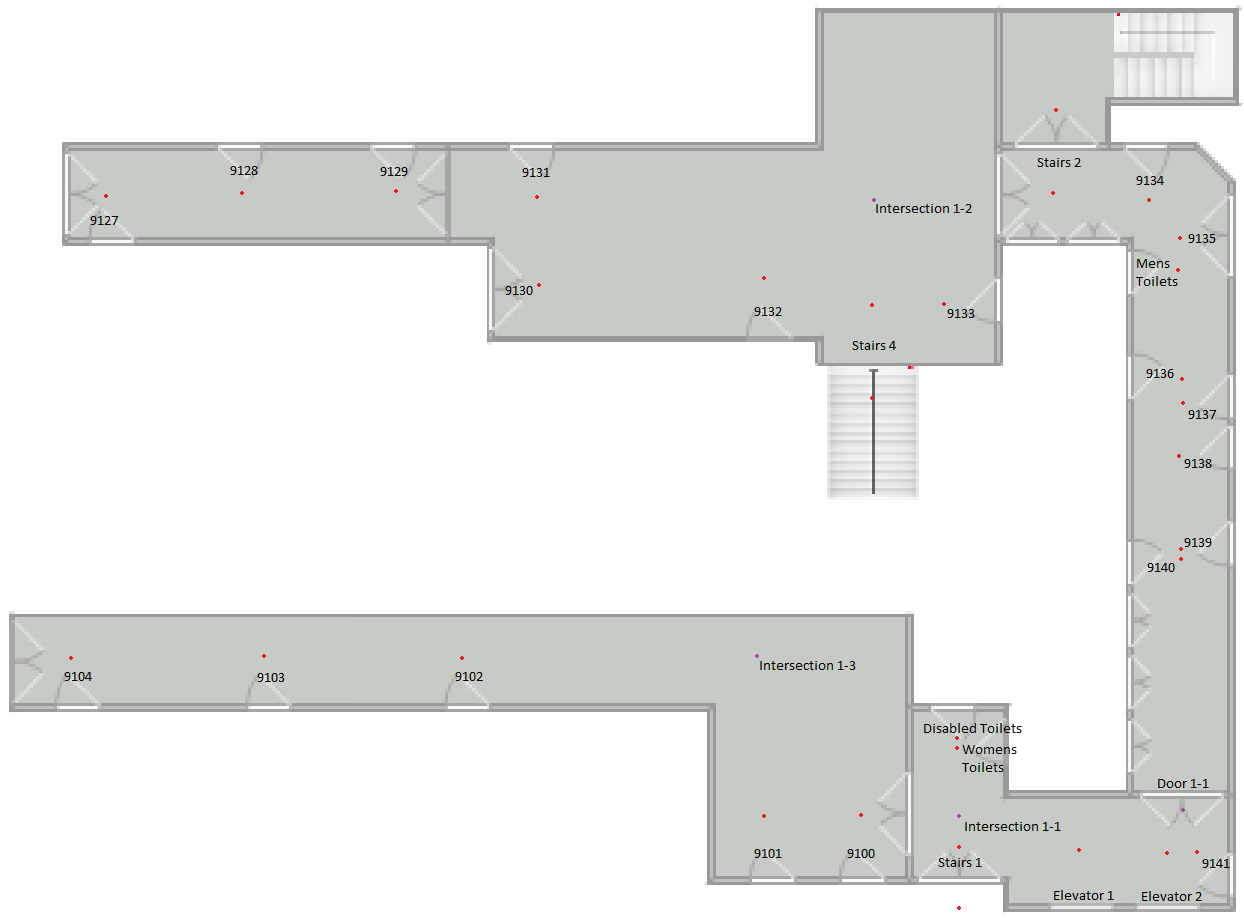 Stairs 2
9128
9129
9131
9134
9127
Intersection 1-2
9135
Mens
Toilets
9130
9132
9133
Stairs 4
9136
9137
9138
9139
9140
Intersection 1-3
9104
9103
9102
Disabled Toilets
Womens
Toilets
Door 1-1
Intersection 1-1
9101
9100
Stairs 1
9141
Elevator 1
Elevator 2